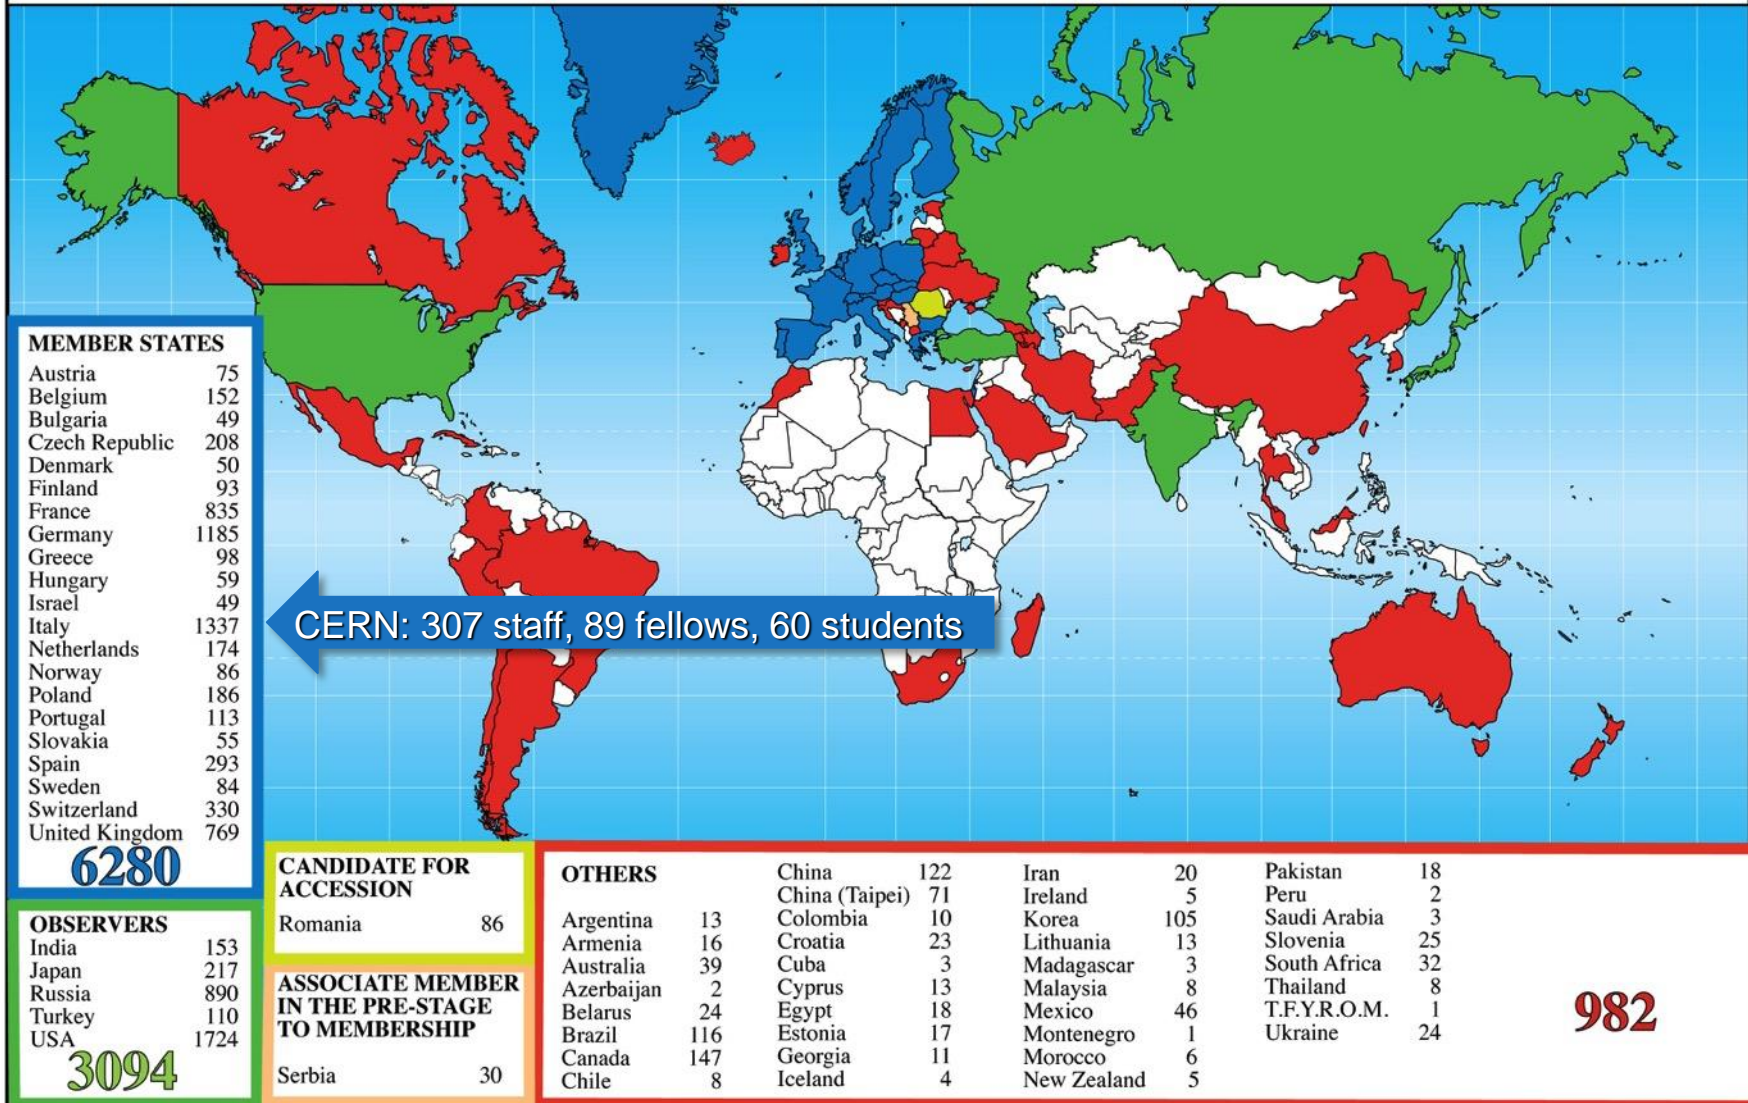 MEMBER STATES
Austria 75
Belgium 152
Bulgaria 49
Czech Republic 208
Denmark 50
Finland 93
France 835
Germany 1185
Greece 98
Hungary 59
Israel 49
Italy 1337
Netherlands 174
Norway 86
Poland 186
Portugal 113
Slovakia 55
Spain 293
Sweden 84
Switzerland 330
United Kingdom 769
6280
CERN: 307 staff, 89 fellows, 60 students
OBSERVERS
India 153
Japan 217
Russia 890
Turkey 110
USA 1724
3094
CANDIDATE FOR
ACCESSION
Romania 86
ASSOCIATE MEMBER
IN THE PRE-STAGE
TO MEMBERSHIP
Serbia 30
OTHERS
Argentina 13
Armenia 16
Australia 39
Azerbaijan 2
Belarus 24
Brazil 116
Canada 147
Chile 8
China 122
China (Taipei) 71
Colombia 10
Croatia 23
Cuba 3
Cyprus 13
Egypt 18
Estonia 17
Georgia 11
Iceland 4
Iran 20
Ireland 5
Korea 105
Lithuania 13
Madagascar 3
Malaysia 8
Mexico 46
Montenegro 1
Morocco 6
New Zealand 5
Pakistan 18
Peru 2
Saudi Arabia 3
Slovenia 25
South Africa 32
Thailand 8
T.F.Y.R.O.M. 1
Ukraine 24
982